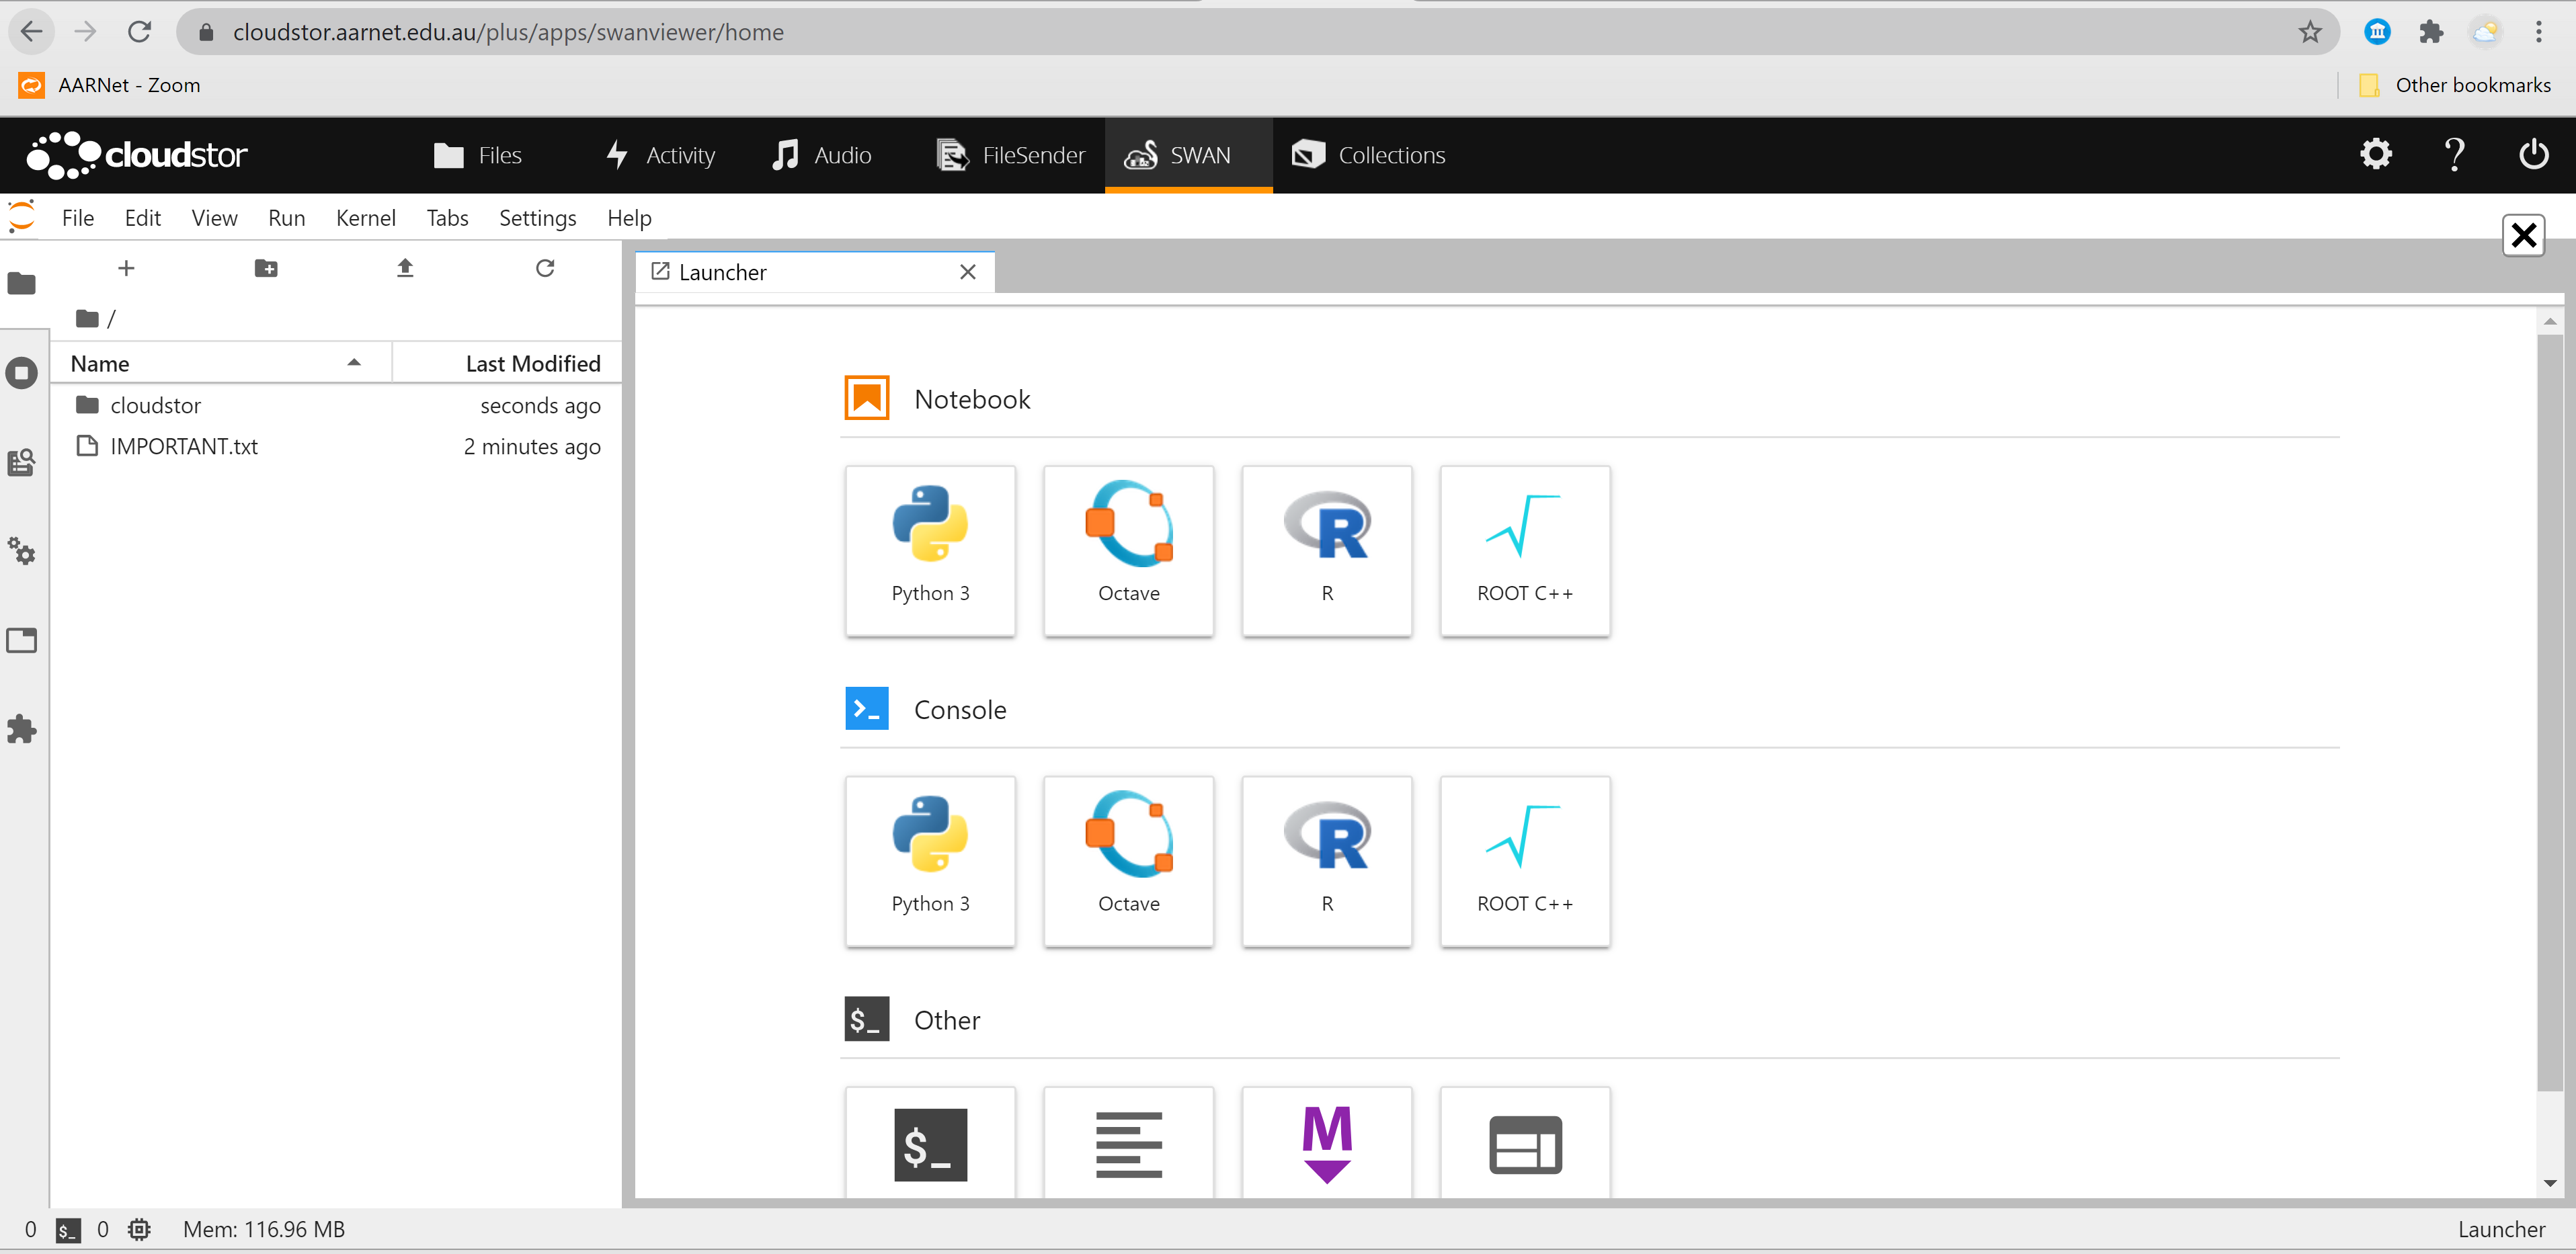 cloudstor.aarnet.edu.au/plus/apps/swanviewer/home
AARNet - Zoom
Other bookmarks
cloudstor
Files
Activity
Audio
FileSender
SWAN
Collections
?
File
Edit
View
Run
Kernel
Tabs
Settings
Help
Launcher
/
Name
Last Modified
cloudstor
seconds ago
IMPORTANT.txt
2 minutes ago
Notebook
Python 3
Octave
R
R
ROOT C++
Console
Python 3
Octave
R
R
ROOT C++
$_
Other
$_
M
0
$_
0
Mem: 116.96 MB
Launcher